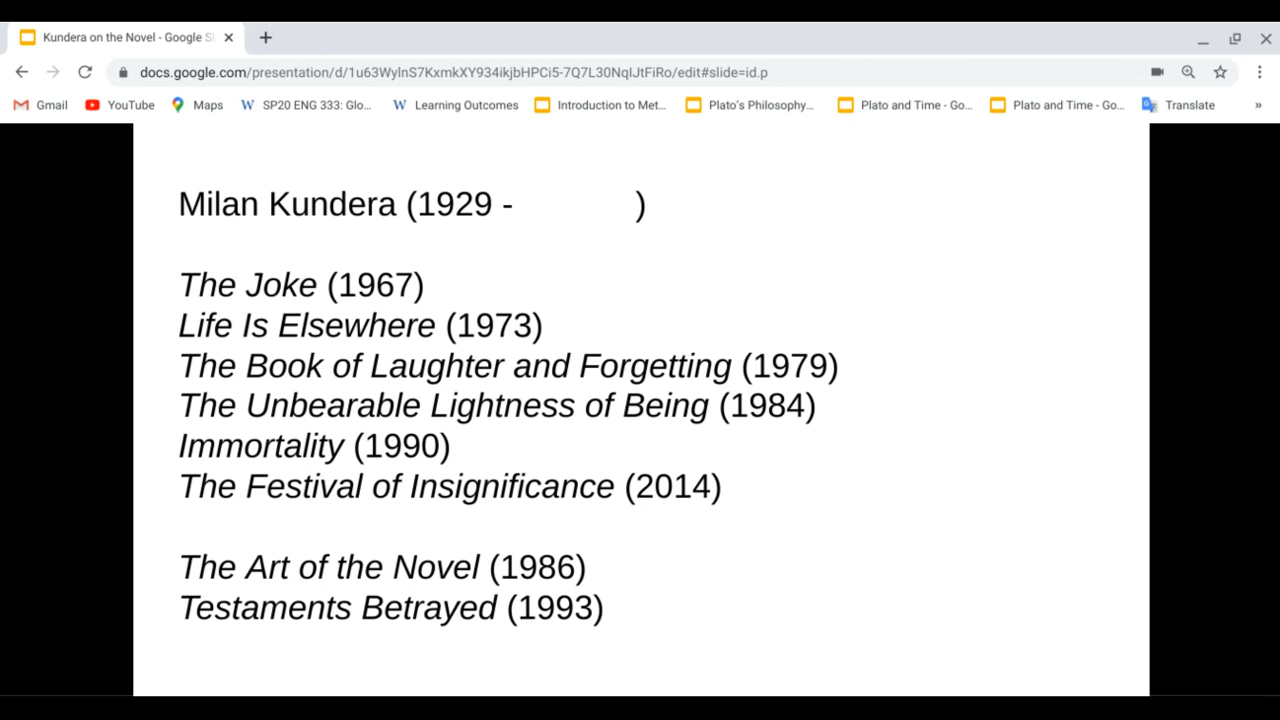 Kundera on the Novel - Google Sl
docs.google.com/presentation/d/1u63WylnS7KxmkXY934ikjbHPCi5-7Q7L30NqIJtFiRo/edit#slide=id.p
Gmail YouTube Maps SP20 ENG 333: Glo... Learning Outcomes Introduction to Met... Plato's Philosophy... Plato and Time - Go... Plato and Time - Go... Translate »
Milan Kundera (1929 - )
The Joke (1967)
Life Is Elsewhere (1973)
The Book of Laughter and Forgetting (1979)
The Unbearable Lightness of Being (1984)
Immortality (1990)
The Festival of Insignificance (2014)
The Art of the Novel (1986)
Testaments Betrayed (1993)